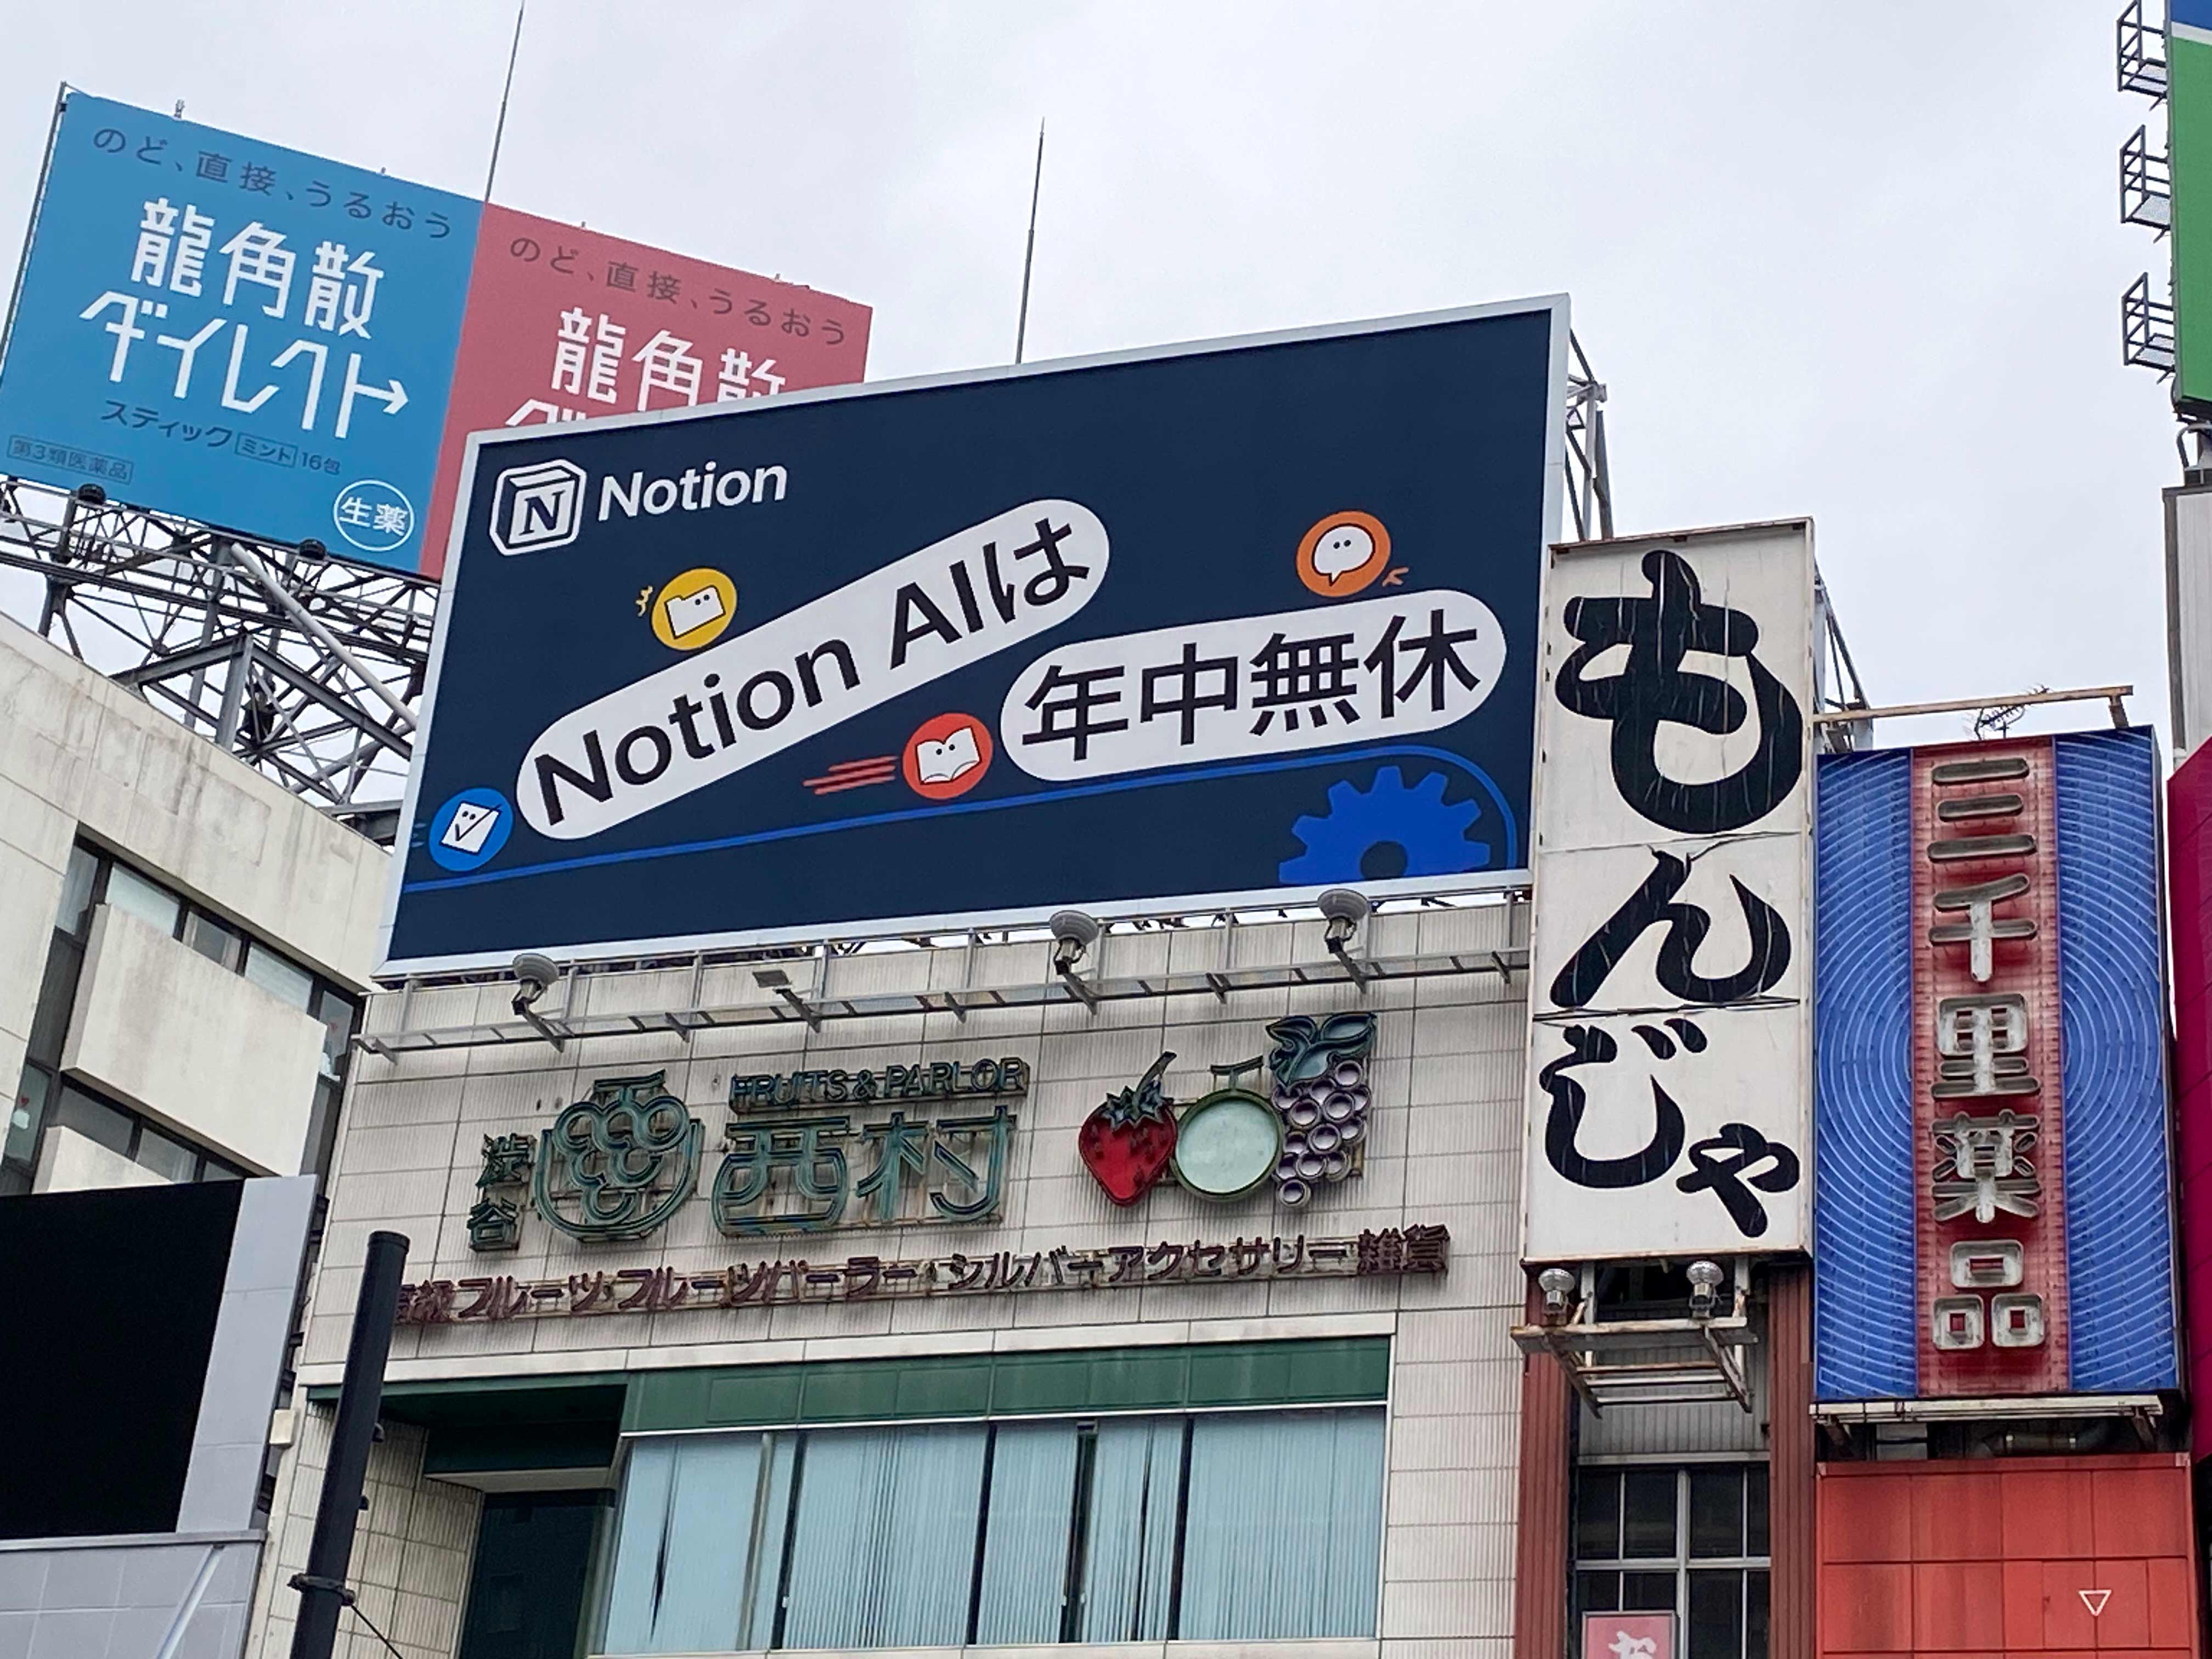 のど、直接、うるおう
龍角散
ダイレクト
スティック ミント 16包
第3類医薬品
生薬
のど、直接、うるおう
龍角散
Notion
Notion AIは
年中無休
もんじゃ
三千里薬品
FRUITS & PARLOR
渋谷 西村
高級フルーツ・フルーツパーラー・シルバーアクセサリー雑貨